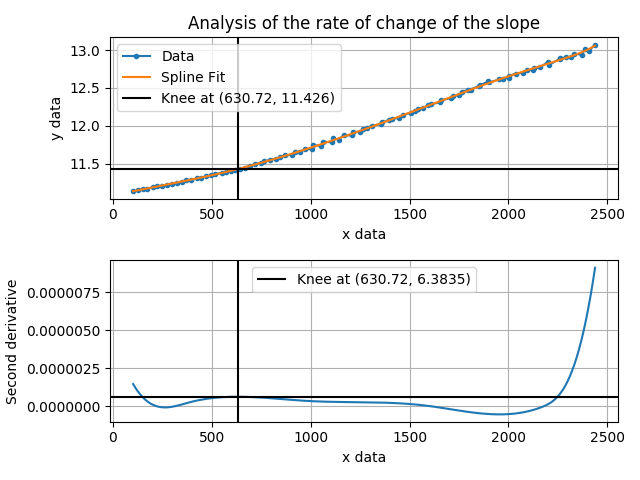 Analysis of the rate of change of the slope
13.0
12.5
12.0
11.5
y data
Data
Spline Fit
Knee at (630.72, 11.426)
0
500
1000
1500
2000
2500
x data
0.0000075
0.0000050
0.0000025
0.0000000
Second derivative
Knee at (630.72, 6.3835)
0
500
1000
1500
2000
2500
x data